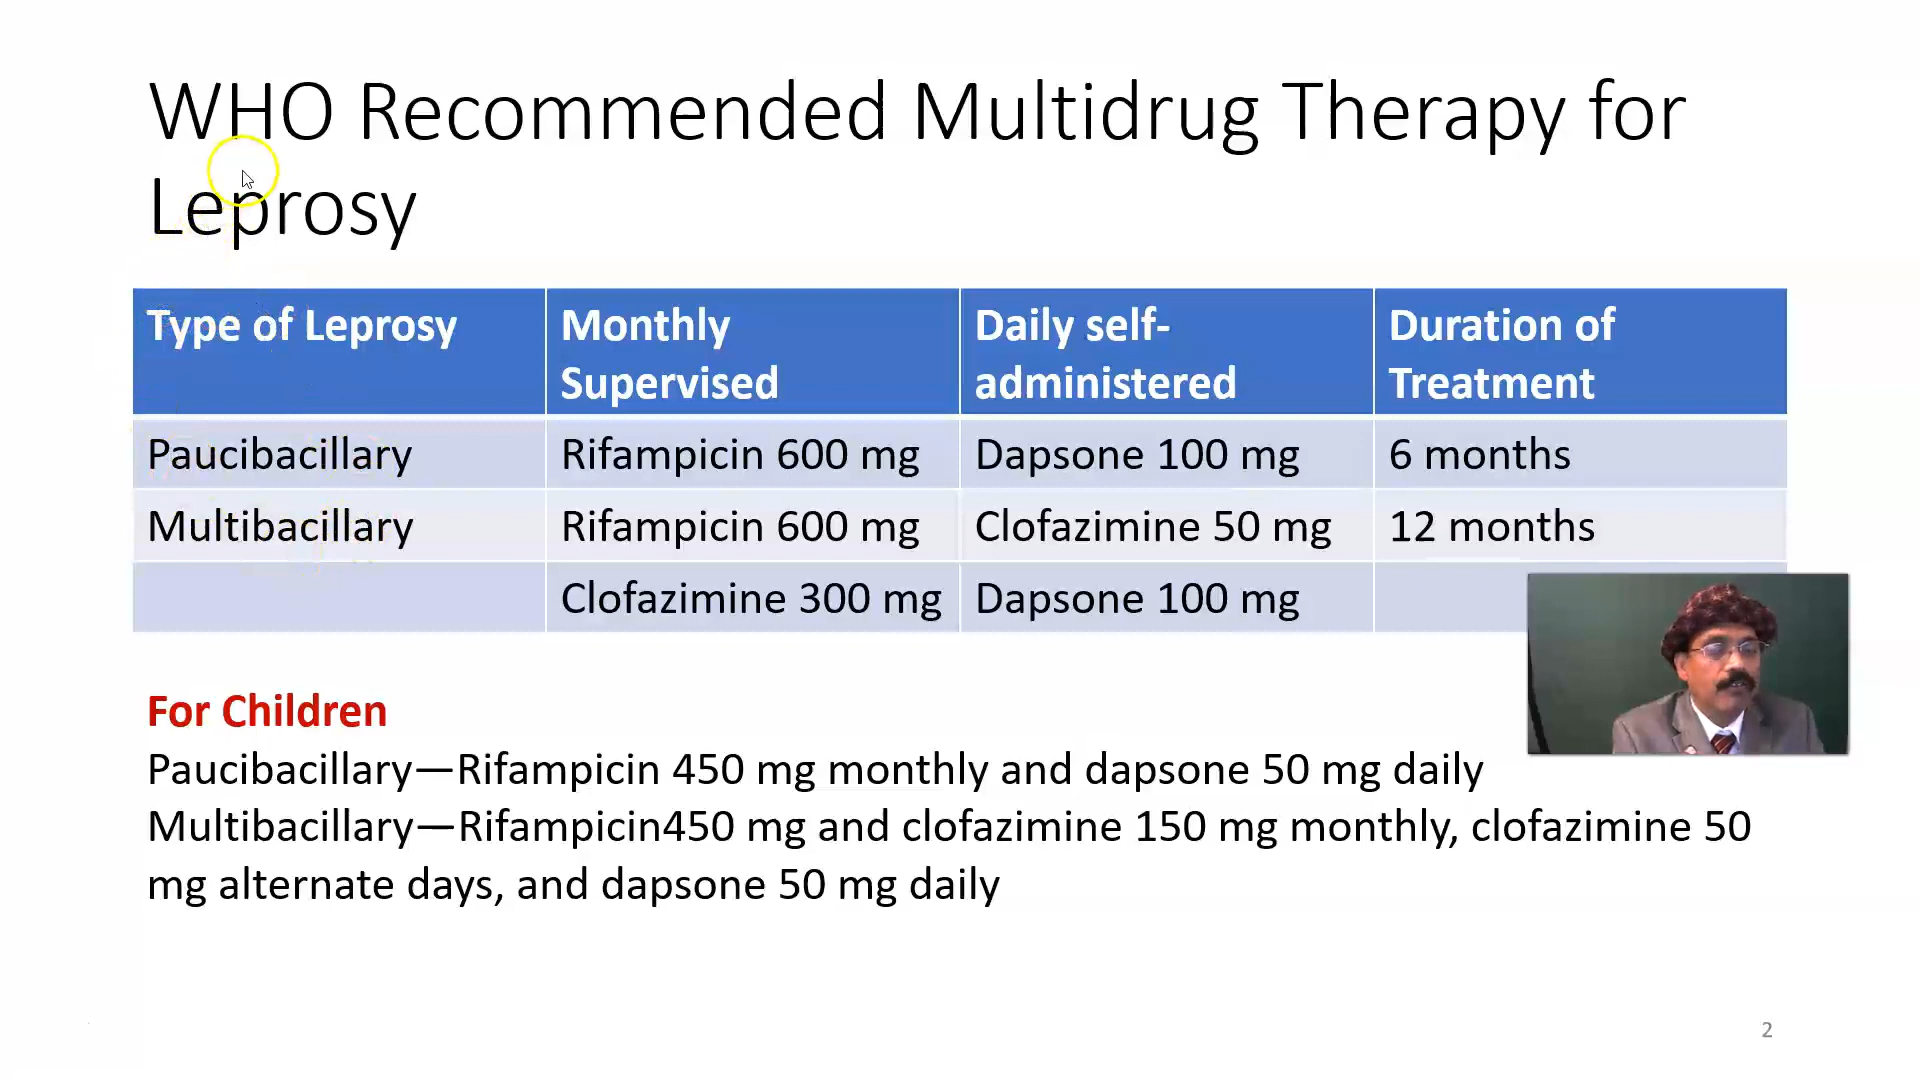 WHO Recommended Multidrug Therapy for
Leprosy
Type of Leprosy Monthly Supervised Daily self-administered Duration of Treatment
Paucibacillary Rifampicin 600 mg Dapsone 100 mg 6 months
Multibacillary Rifampicin 600 mg Clofazimine 50 mg 12 months
Clofazimine 300 mg Dapsone 100 mg
For Children
Paucibacillary—Rifampicin 450 mg monthly and dapsone 50 mg daily
Multibacillary—Rifampicin450 mg and clofazimine 150 mg monthly, clofazimine 50
mg alternate days, and dapsone 50 mg daily
2